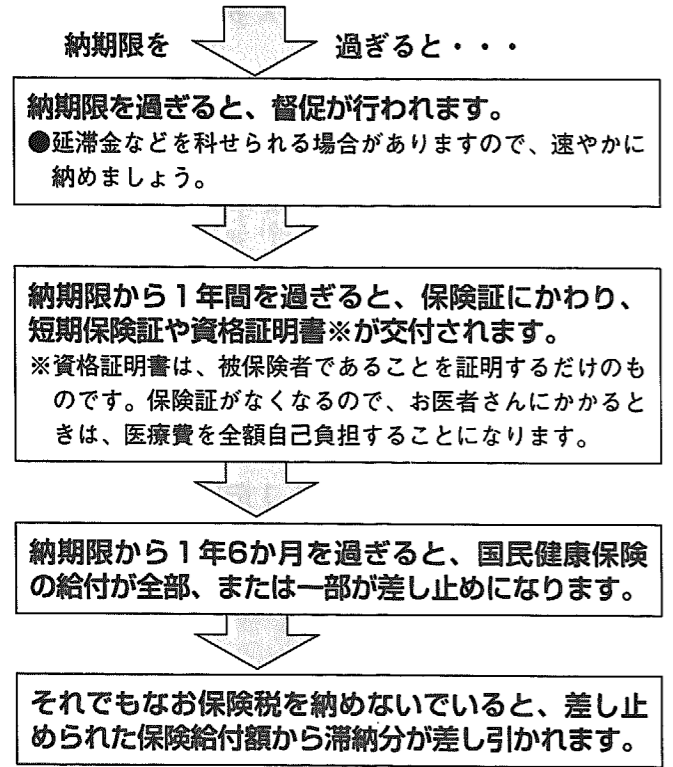 納期限を 過ぎると・・・
納期限を過ぎると、督促が行われます。
●延滞金などを科せられる場合がありますので、速やかに
納めましょう。
納期限から1年間を過ぎると、保険証にかわり、
短期保険証や資格証明書※が交付されます。
※資格証明書は、被保険者であることを証明するだけのも
のです。保険証がなくなるので、お医者さんにかかると
きは、医療費を全額自己負担することになります。
納期限から1年6か月を過ぎると、国民健康保険
の給付が全部、または一部が差し止めになります。
それでもなお保険税を納めないでいると、差し止
められた保険給付額から滞納分が差し引かれます。